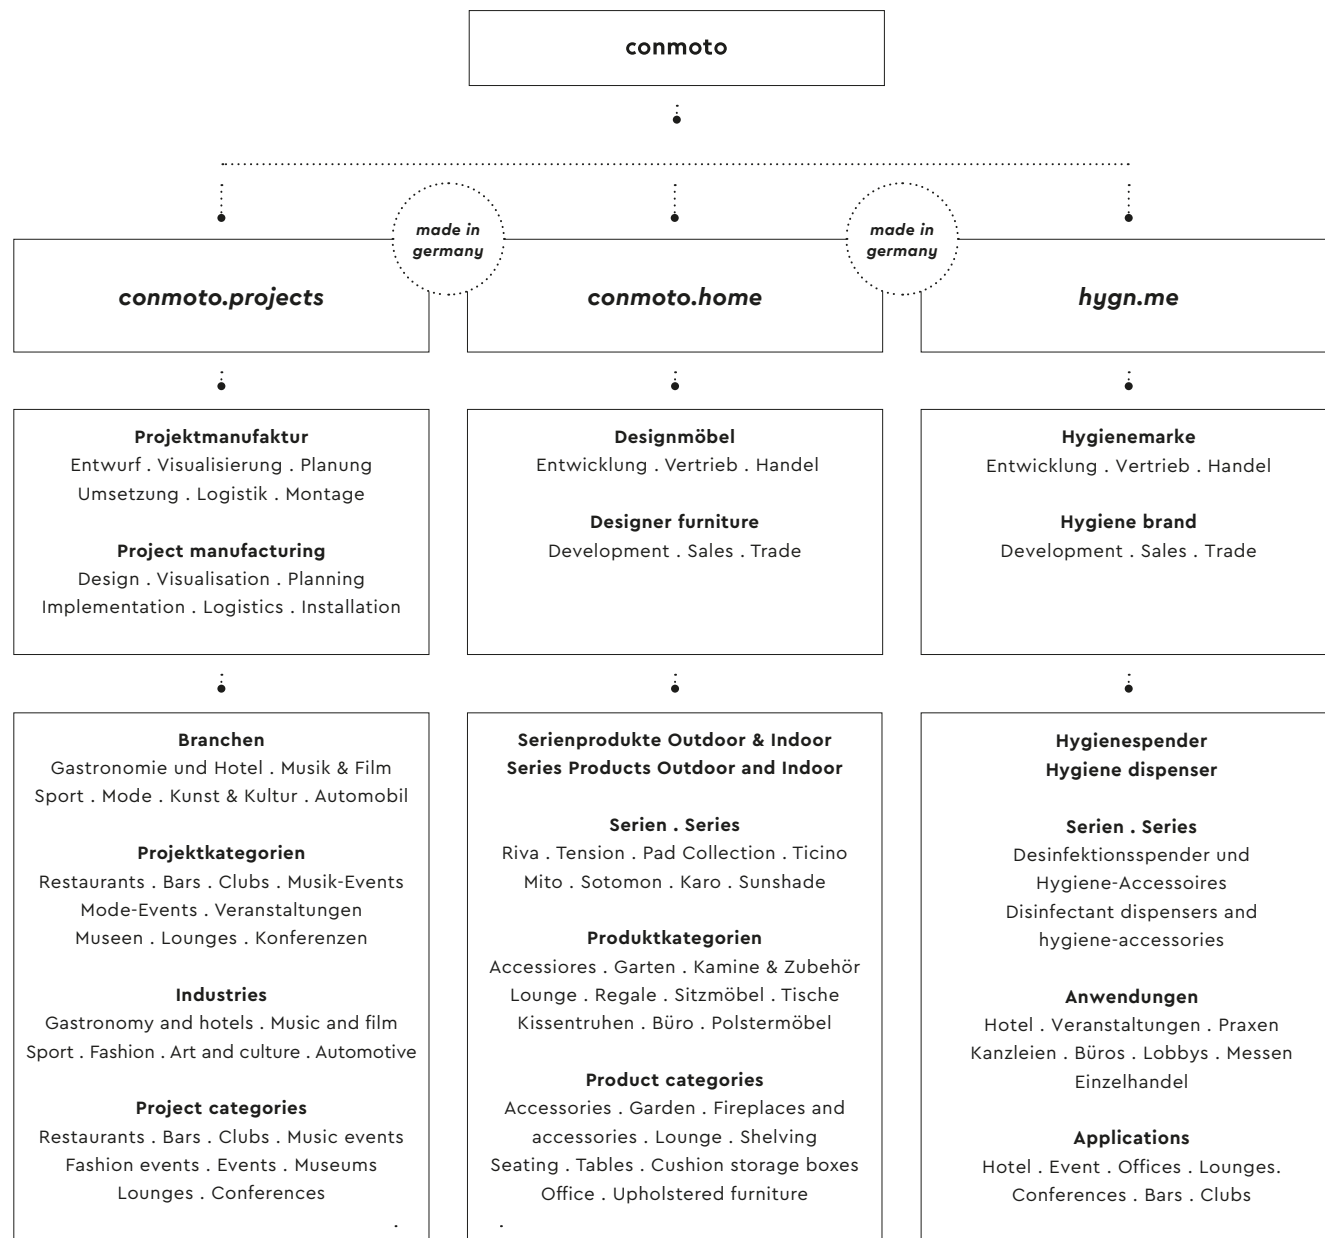 conmoto
made in
germany
made in
germany
conmoto.projects
conmoto.home
hygn.me
Projektmanufaktur
Entwurf . Visualisierung . Planung
Umsetzung . Logistik . Montage
Project manufacturing
Design . Visualisation . Planning
Implementation . Logistics . Installation
Designmöbel
Entwicklung . Vertrieb . Handel
Designer furniture
Development . Sales . Trade
Hygienemarke
Entwicklung . Vertrieb . Handel
Hygiene brand
Development . Sales . Trade
Branchen
Gastronomie und Hotel . Musik & Film
Sport . Mode . Kunst & Kultur . Automobil
Projektkategorien
Restaurants . Bars . Clubs . Musik-Events
Mode-Events . Veranstaltungen
Museen . Lounges . Konferenzen
Industries
Gastronomy and hotels . Music and film
Sport . Fashion . Art and culture . Automotive
Project categories
Restaurants . Bars . Clubs . Music events
Fashion events . Events . Museums
Lounges . Conferences
.
Serienprodukte Outdoor & Indoor
Series Products Outdoor and Indoor
Serien . Series
Riva . Tension . Pad Collection . Ticino
Mito . Sotomon . Karo . Sunshade
Produktkategorien
Accessiores . Garten . Kamine & Zubehör
Lounge . Regale . Sitzmöbel . Tische
Kissentruhen . Büro . Polstermöbel
Product categories
Accessories . Garden . Fireplaces and
accessories . Lounge . Shelving
Seating . Tables . Cushion storage boxes
Office . Upholstered furniture
.
Hygienespender
Hygiene dispenser
Serien . Series
Desinfektionsspender und
Hygiene-Accessoires
Disinfectant dispensers and
hygiene-accessories
Anwendungen
Hotel . Veranstaltungen . Praxen
Kanzleien . Büros . Lobbys . Messen
Einzelhandel
Applications
Hotel . Event . Offices . Lounges.
Conferences . Bars . Clubs